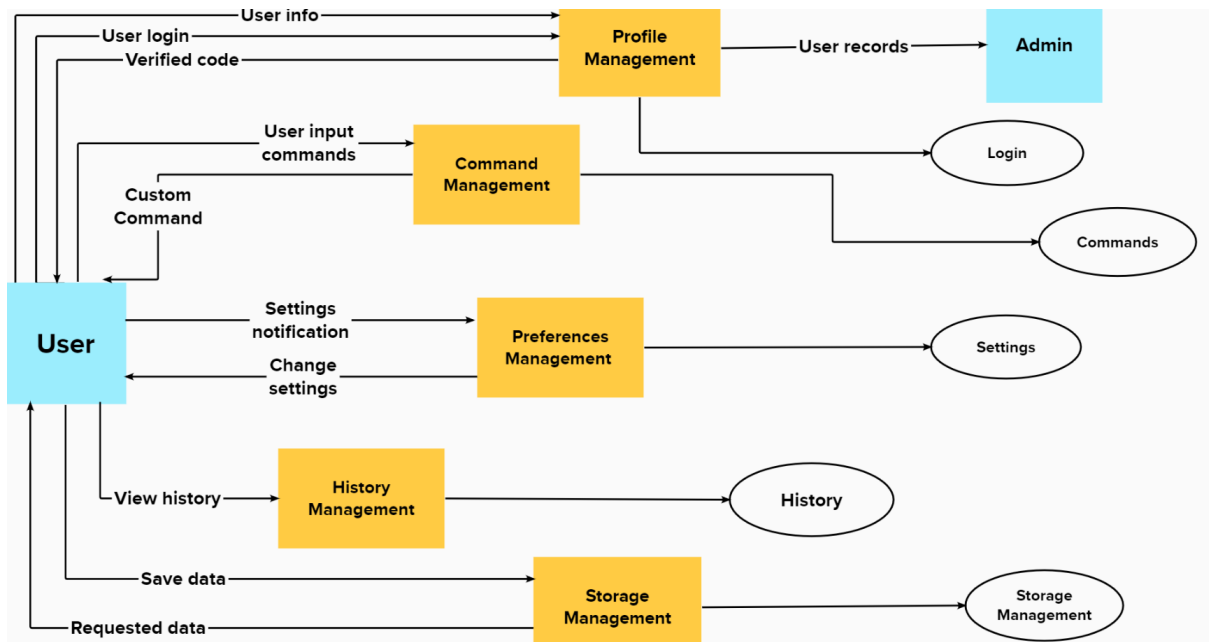 User info
User login
Verified code
Profile
Management
User records
Admin
User input
commands
Command
Management
Login
Custom
Command
Commands
User
Settings
notification
Preferences
Management
Settings
Change
settings
View history
History
Management
History
Save data
Storage
Management
Storage
Management
Requested data